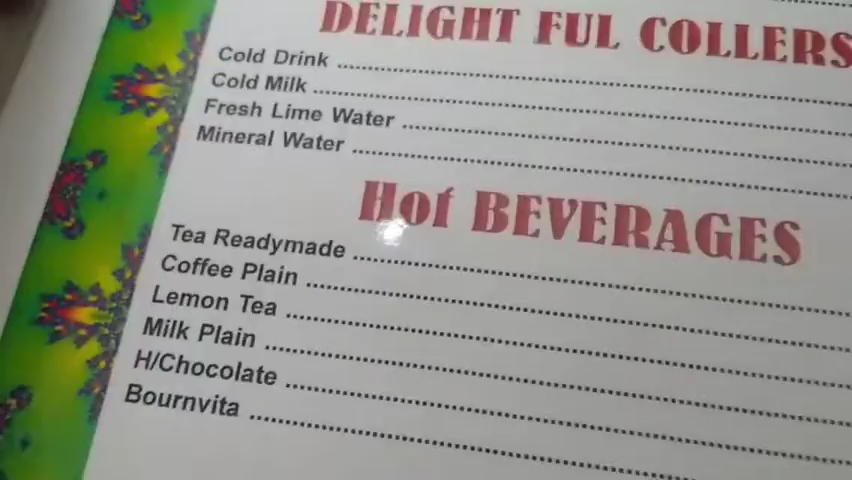 DELIGHT FUL COLLERS
Cold Drink ................................
Cold Milk ................................
Fresh Lime Water ................................
Mineral Water ................................
Hot BEVERAGES
Tea Readymade ................................
Coffee Plain ................................
Lemon Tea ................................
Milk Plain ................................
H/Chocolate ................................
Bournvita ................................